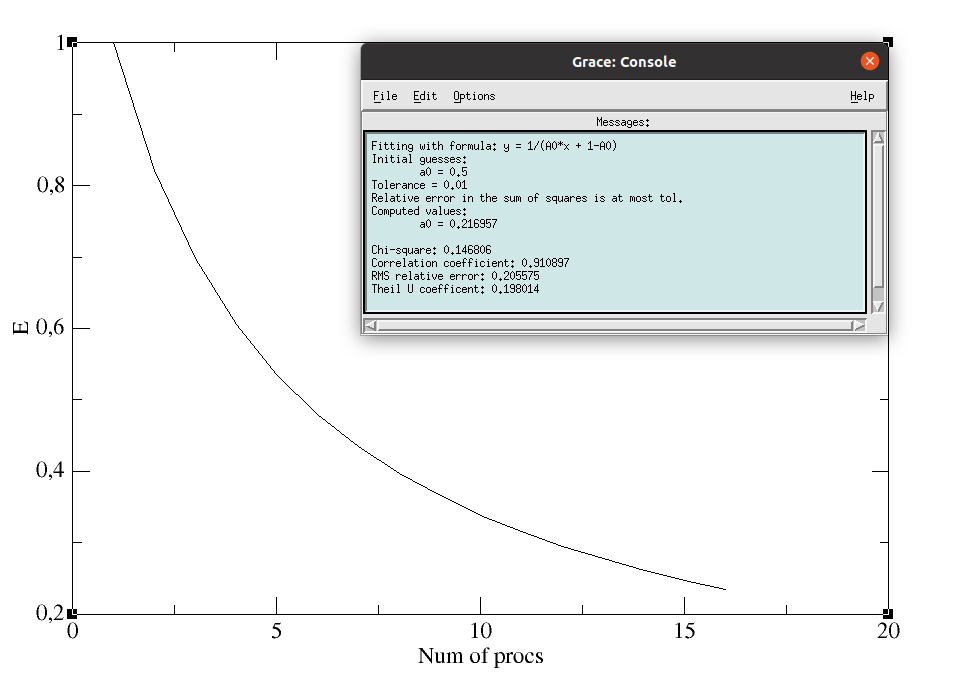 Grace: Console
File Edit Options Help
Messages:
Fitting with formula: y = 1/(A0*x + 1-A0)
Initial guesses:
a0 = 0.5
Tolerance = 0.01
Relative error in the sum of squares is at most tol.
Computed values:
a0 = 0.216957
Chi-square: 0.146806
Correlation coefficient: 0.910897
RMS relative error: 0.205575
Theil U coefficent: 0.198014
1
0,8
0,6
0,4
0,2
E
0 5 10 15 20
Num of procs